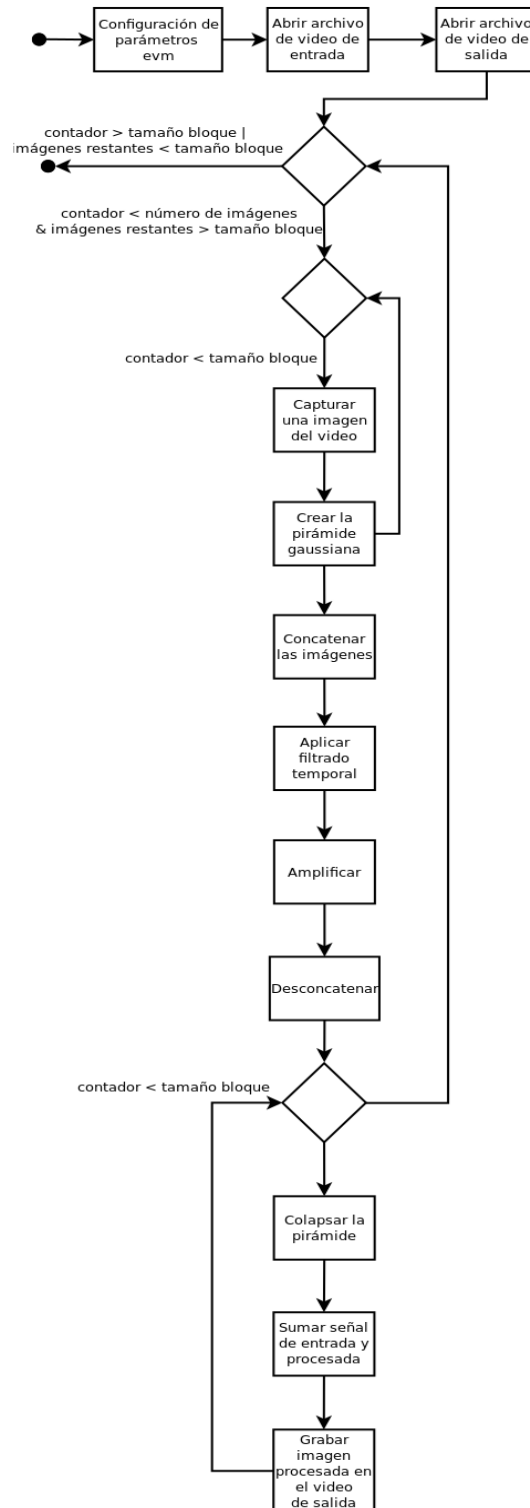 Configuración de
parámetros
evm
Abrir archivo
de video de
entrada
Abrir archivo
de video de
salida
contador > tamaño bloque |
imágenes restantes < tamaño bloque
contador < número de imágenes
& imágenes restantes > tamaño bloque
contador < tamaño bloque
Capturar
una imagen
del video
Crear la
pirámide
gaussiana
Concatenar
las imágenes
Aplicar
filtrado
temporal
Amplificar
Desconcatenar
contador < tamaño bloque
Colapsar la
pirámide
Sumar señal
de entrada y
procesada
Grabar
imagen
procesada en
el video
de salida